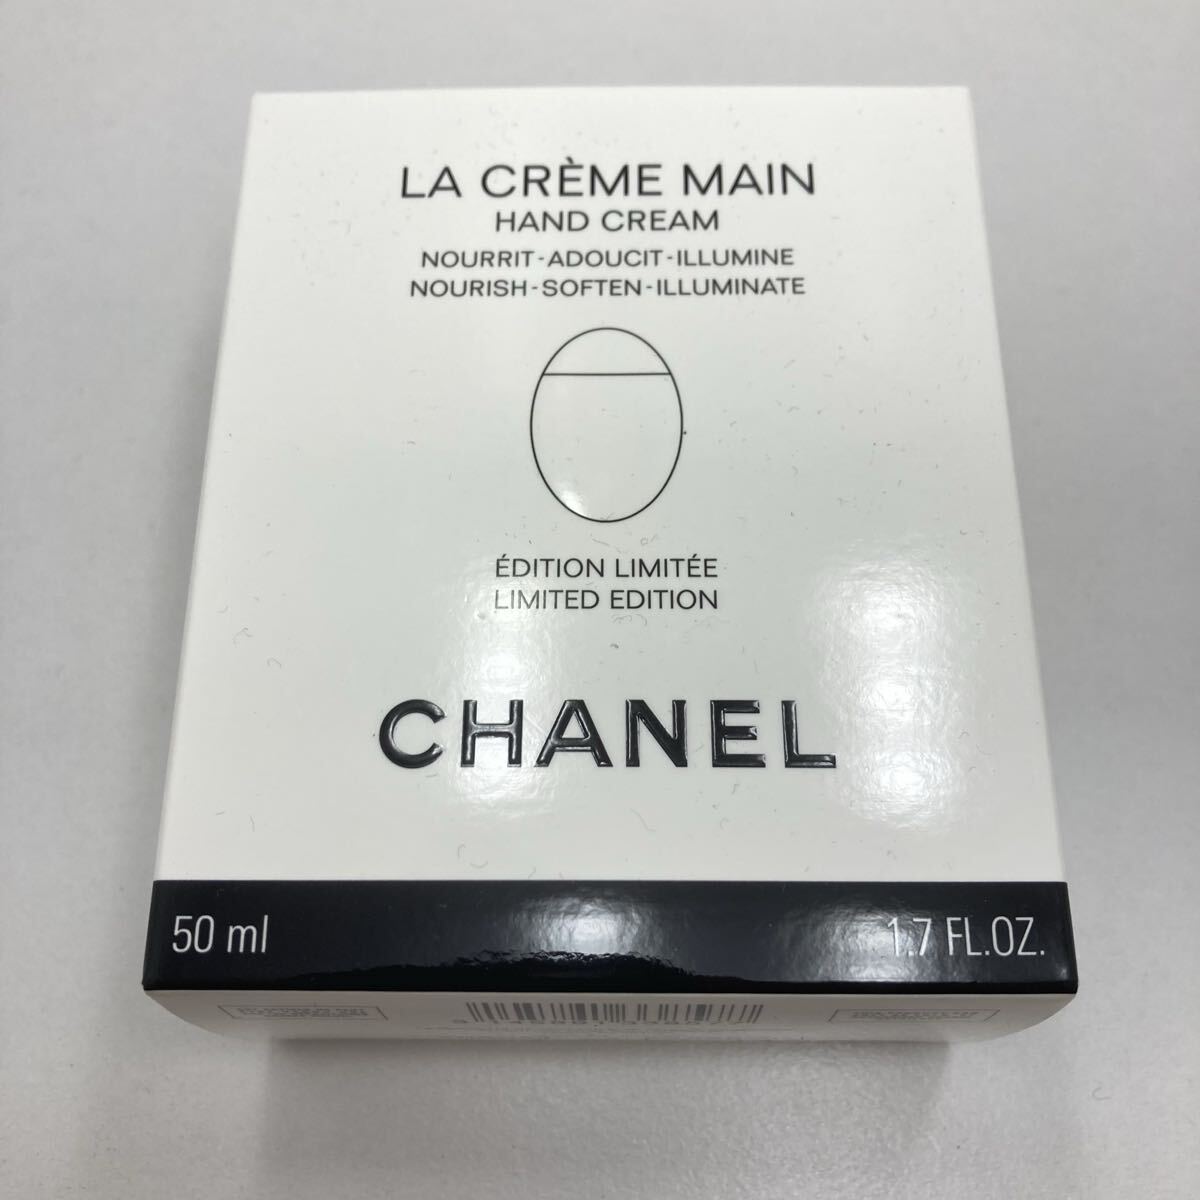 LA CRÈME MAIN
HAND CREAM
NOURRIT-ADOUCIT-ILLUMINE
NOURISH-SOFTEN-ILLUMINATE
ÉDITION LIMITÉE
LIMITED EDITION
CHANEL
50 ml 1.7 FL.OZ.